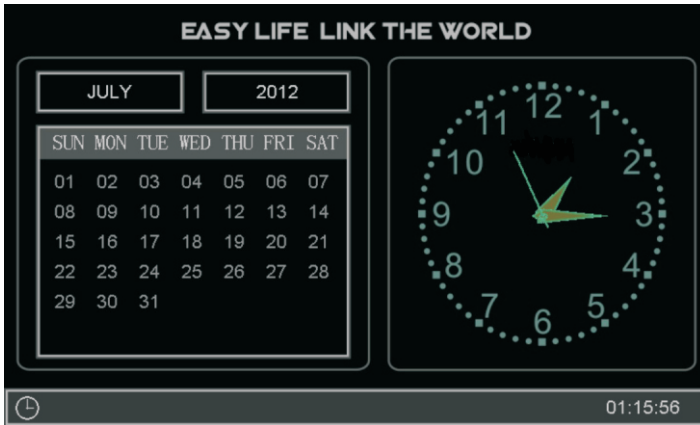 EASY LIFE LINK THE WORLD
JULY
2012
SUN MON TUE WED THU FRI SAT
01 02 03 04 05 06 07
08 09 10 11 12 13 14
15 16 17 18 19 20 21
22 23 24 25 26 27 28
29 30 31
12
11 1
10 2
9 3
8 4
7 5
6
01:15:56